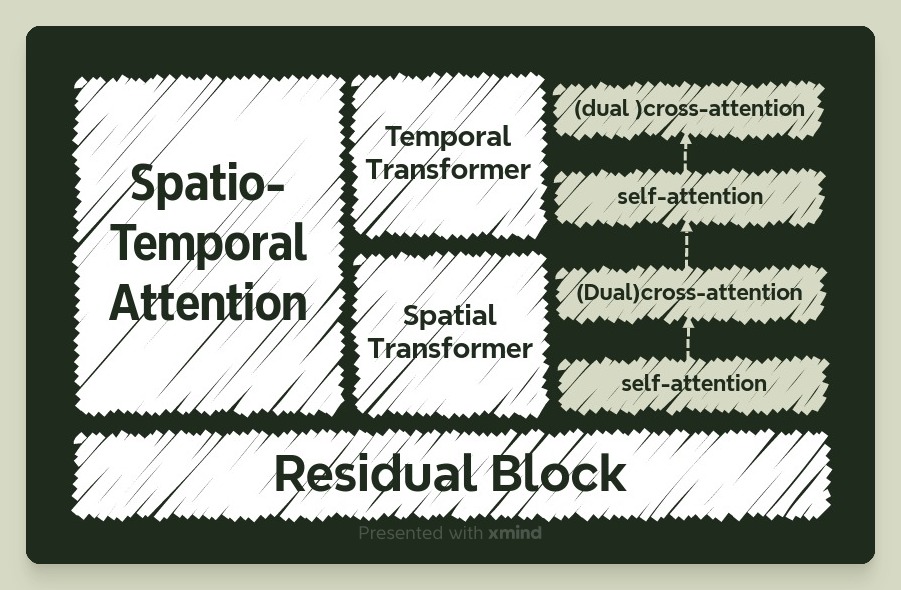 Spatio-
Temporal
Attention
Temporal
Transformer
Spatial
Transformer
(dual )cross-attention
self-attention
(Dual)cross-attention
self-attention
Residual Block
Presented with xmind